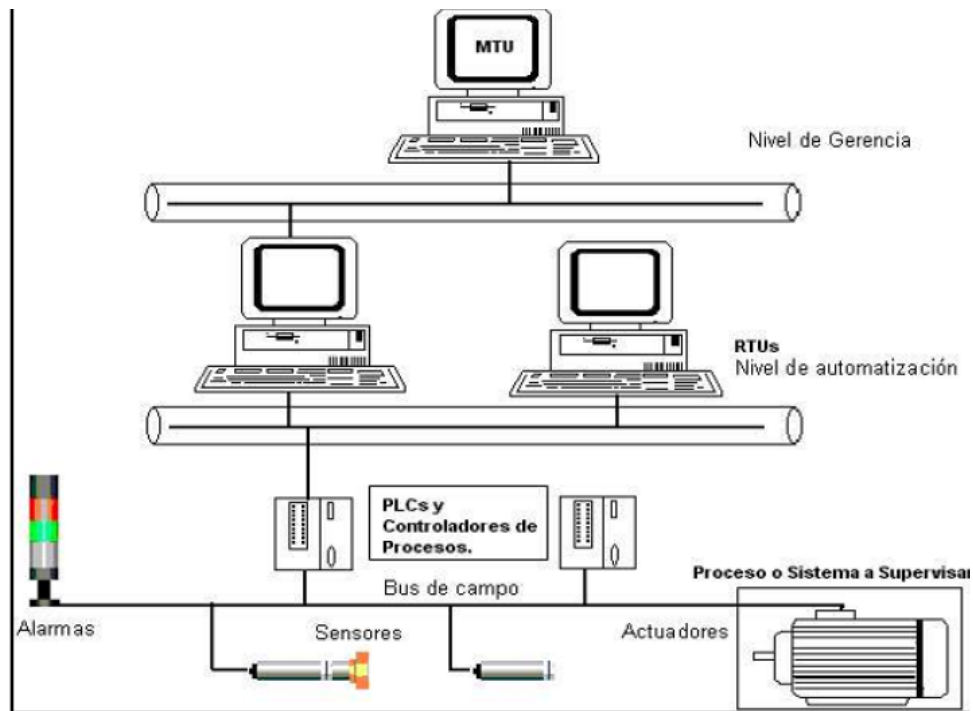 MTU
Nivel de Gerencia
RTUs
Nivel de automatización
PLCs y
Controladores de
Procesos.
Proceso o Sistema a Supervisar
Bus de campo
Alarmas
Sensores
Actuadores